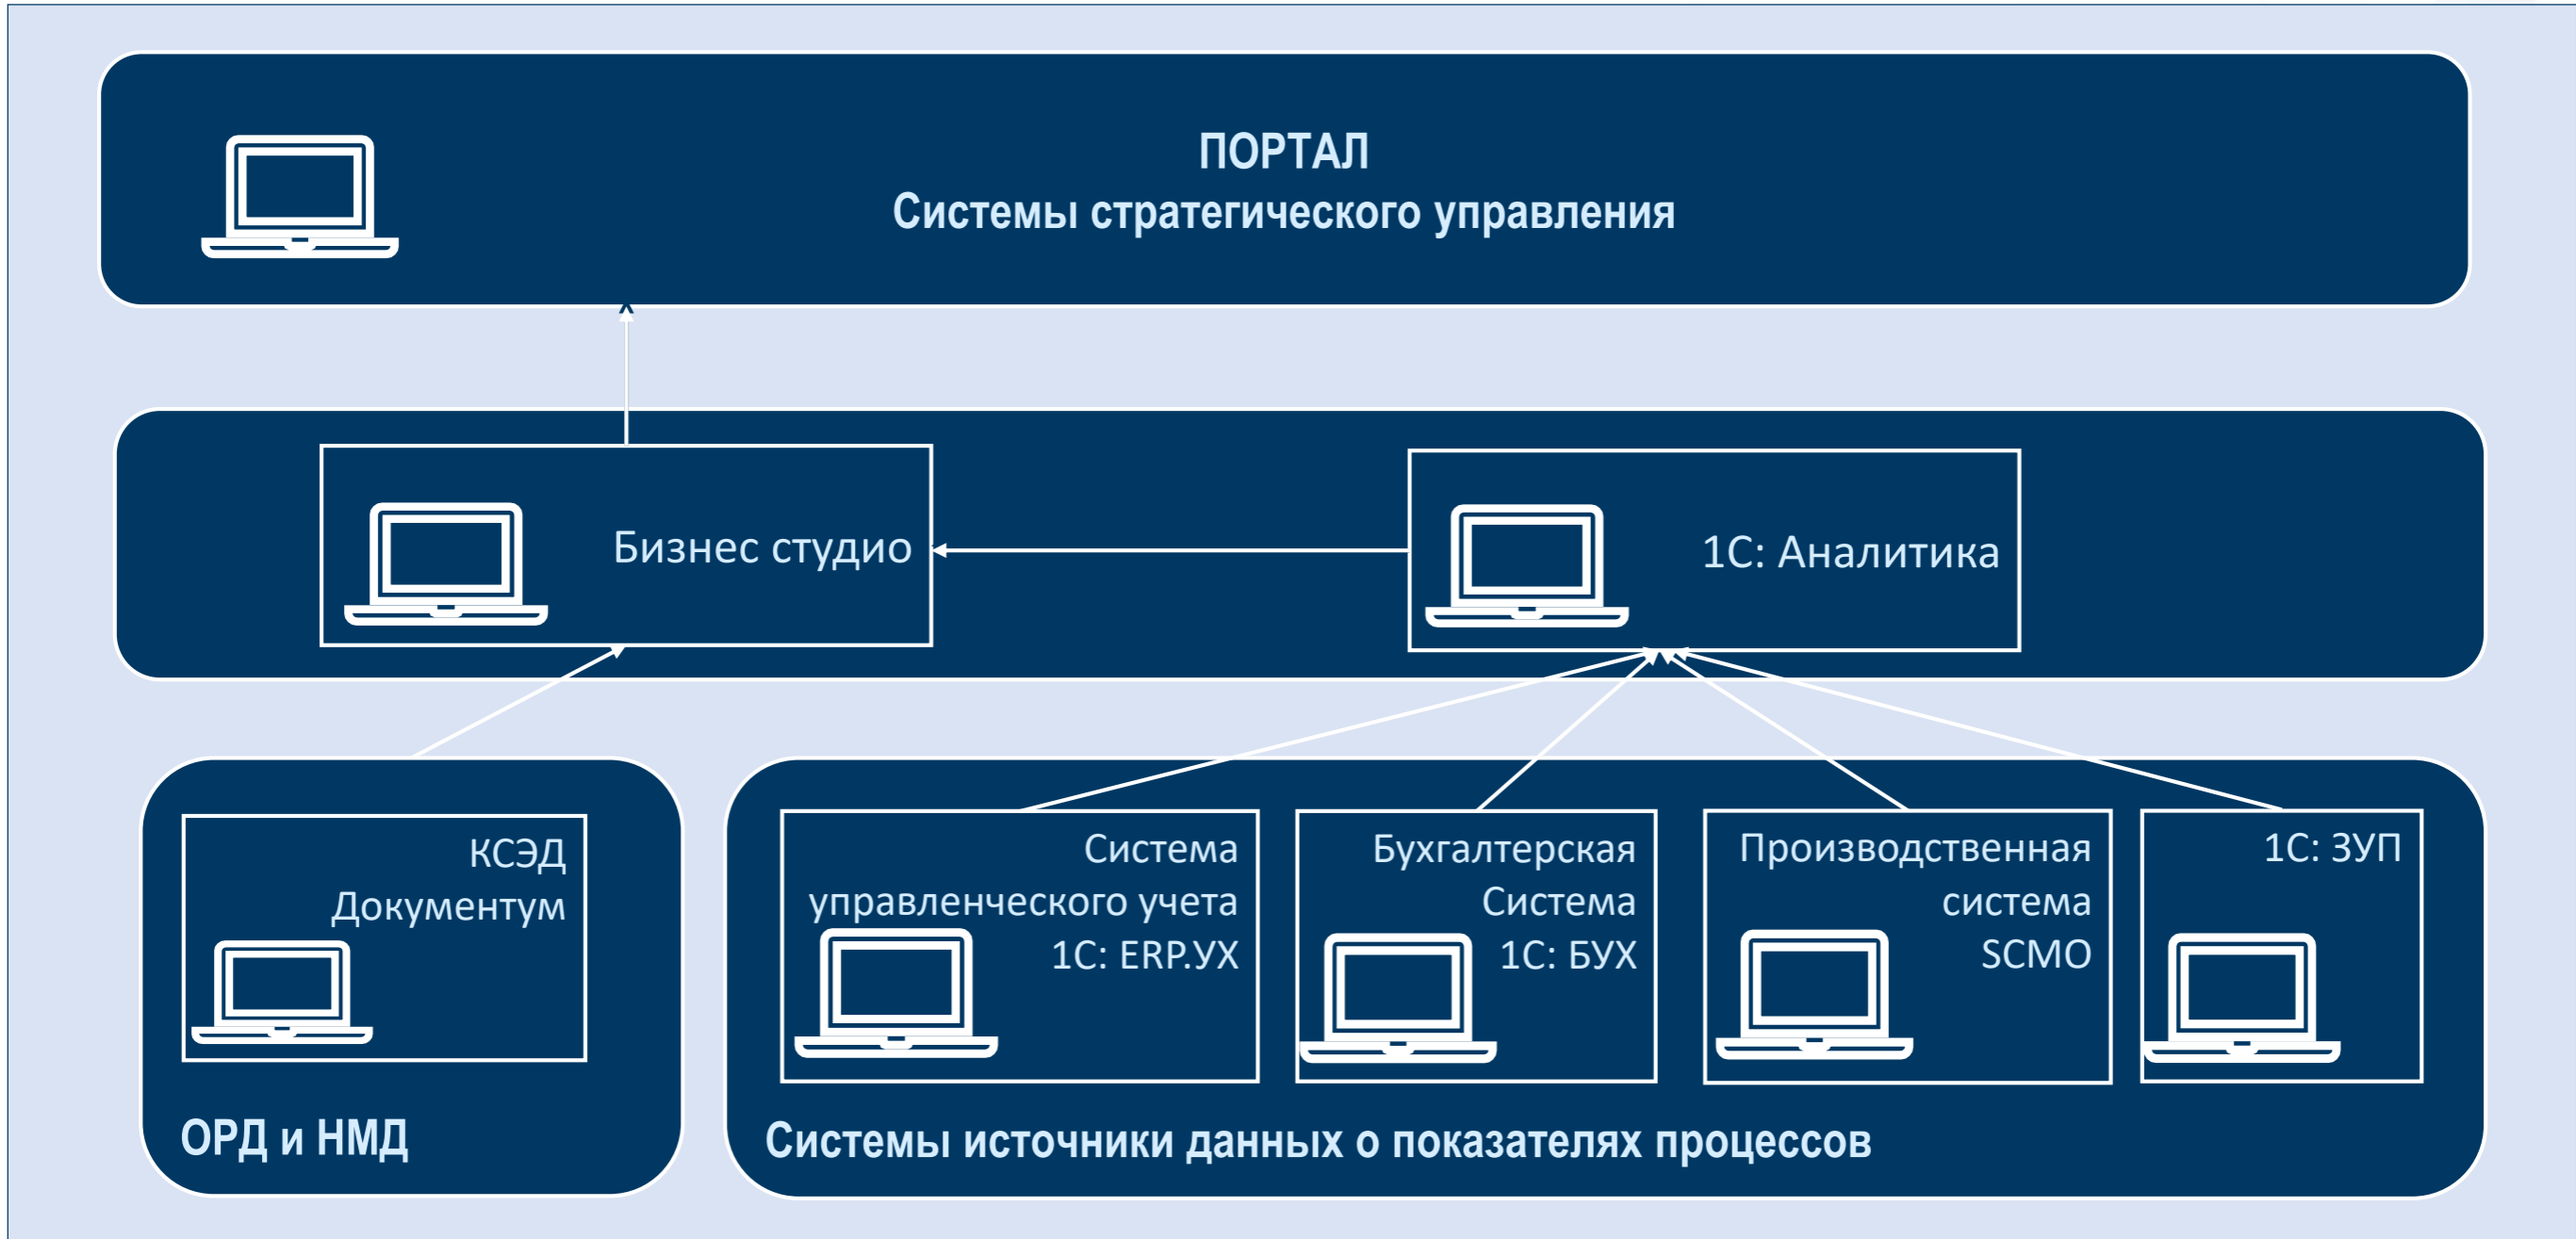 ПОРТАЛ
Системы стратегического управления
Бизнес студио
1С: Аналитика
КСЭД
Документум
ОРД и НМД
Система
управленческого учета
1С: ERP.УХ
Бухгалтерская
Система
1С: БУХ
Производственная
система
SCMO
1С: ЗУП
Системы источники данных о показателях процессов